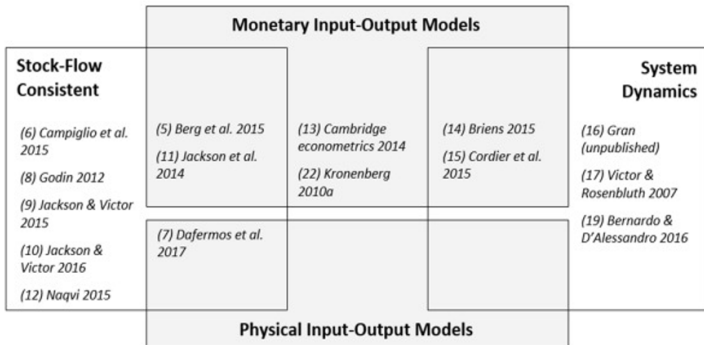 Monetary Input-Output Models
Stock-Flow
Consistent
(6) Campiglio et al.
2015
(8) Godin 2012
(9) Jackson & Victor
2015
(10) Jackson &
Victor 2016
(12) Naqvi 2015
(5) Berg et al. 2015
(11) Jackson et al.
2014
(7) Dafermos et al.
2017
(13) Cambridge
econometrics 2014
(22) Kronenberg
2010a
(14) Briens 2015
(15) Cordier et al.
2015
System
Dynamics
(16) Gran
(unpublished)
(17) Victor &
Rosenbluth 2007
(19) Bernardo &
D'Alessandro 2016
Physical Input-Output Models